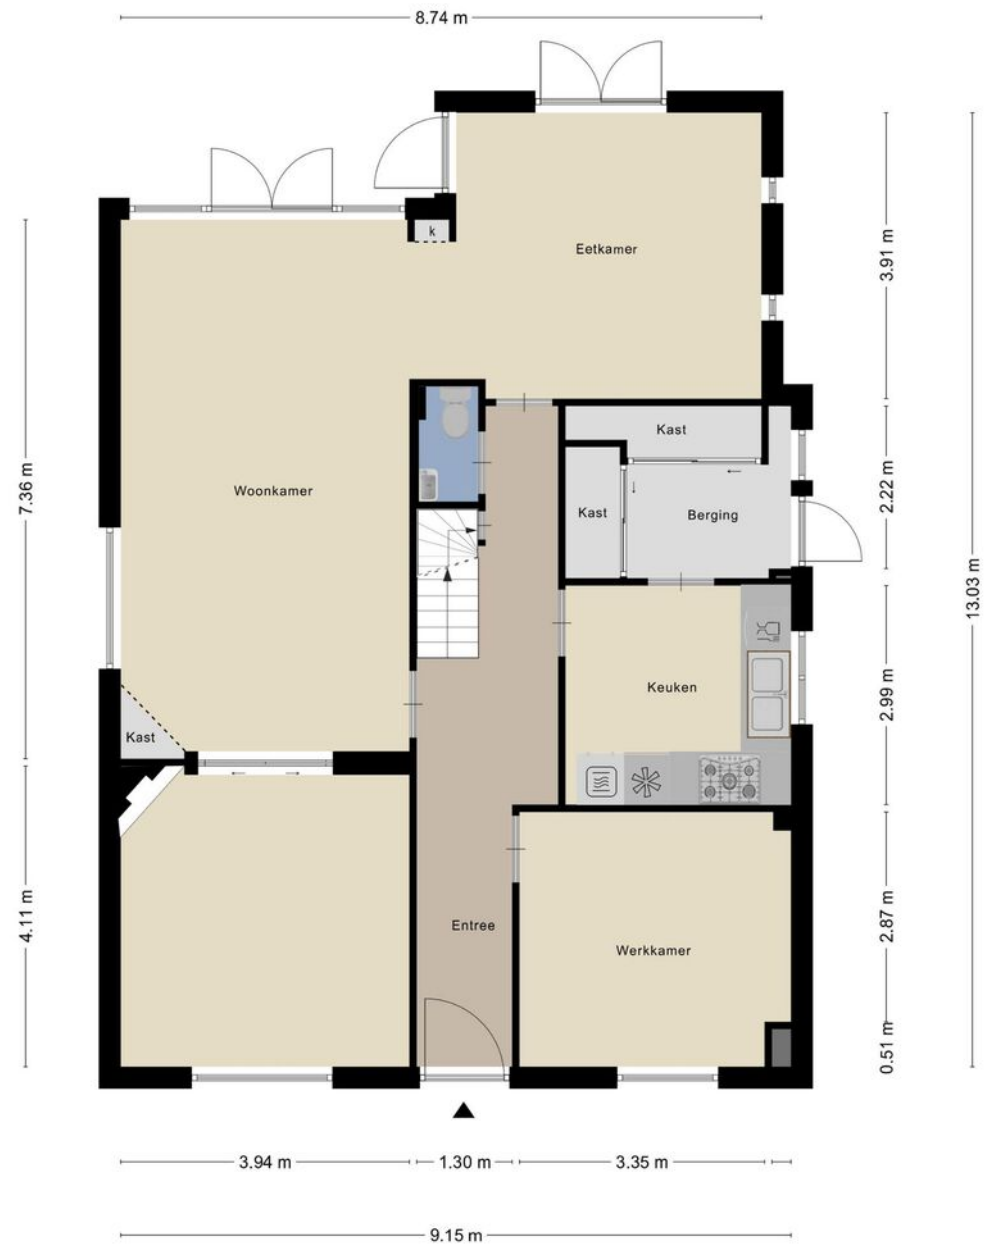 8.74 m
k
Eetkamer
3.91 m
Kast
Woonkamer
7.36 m
Kast
Berging
2.22 m
13.03 m
Keuken
2.99 m
Kast
4.11 m
Entree
Werkkamer
2.87 m
0.51 m
3.94 m
1.30 m
3.35 m
9.15 m